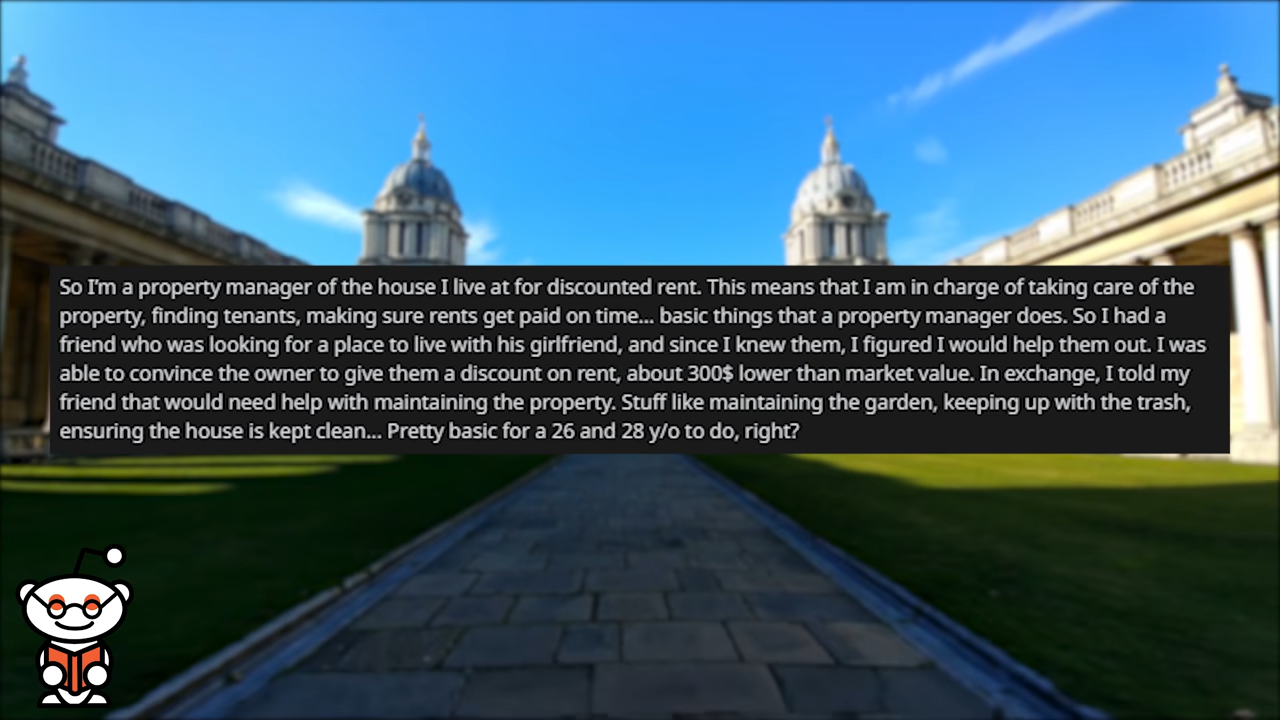 So I'm a property manager of the house I live at for discounted rent. This means that I am in charge of taking care of the
property, finding tenants, making sure rents get paid on time... basic things that a property manager does. So I had a
friend who was looking for a place to live with his girlfriend, and since I knew them, I figured I would help them out. I was
able to convince the owner to give them a discount on rent, about 300$ lower than market value. In exchange, I told my
friend that would need help with maintaining the property. Stuff like maintaining the garden, keeping up with the trash,
ensuring the house is kept clean... Pretty basic for a 26 and 28 y/o to do, right?